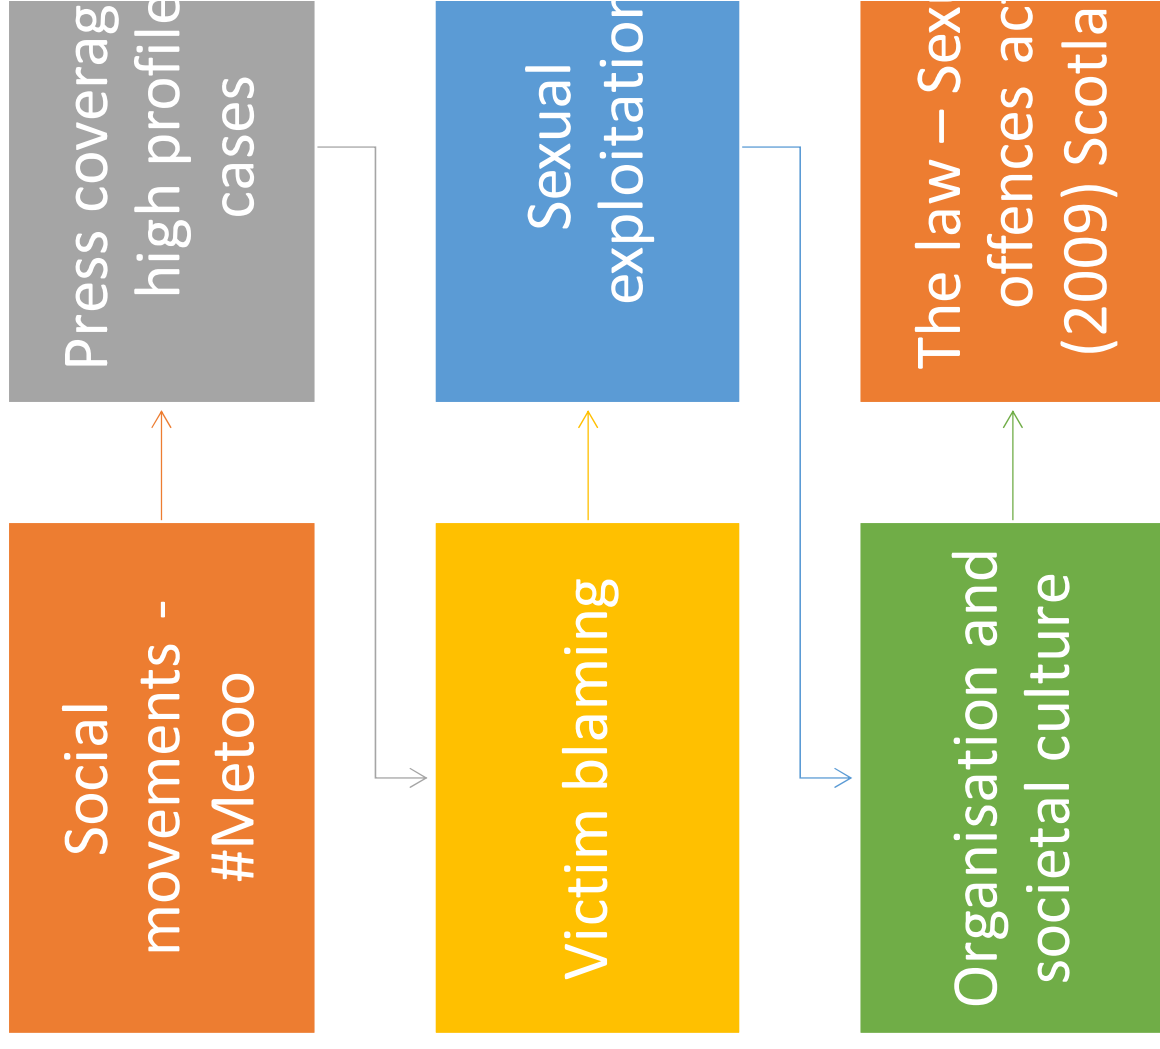 Social
movements -
#Metoo
Press coverag
high profile
cases
Victim blaming
Sexual
exploitation
Organisation and
societal culture
The law – Sex
offences ac
(2009) Scotla